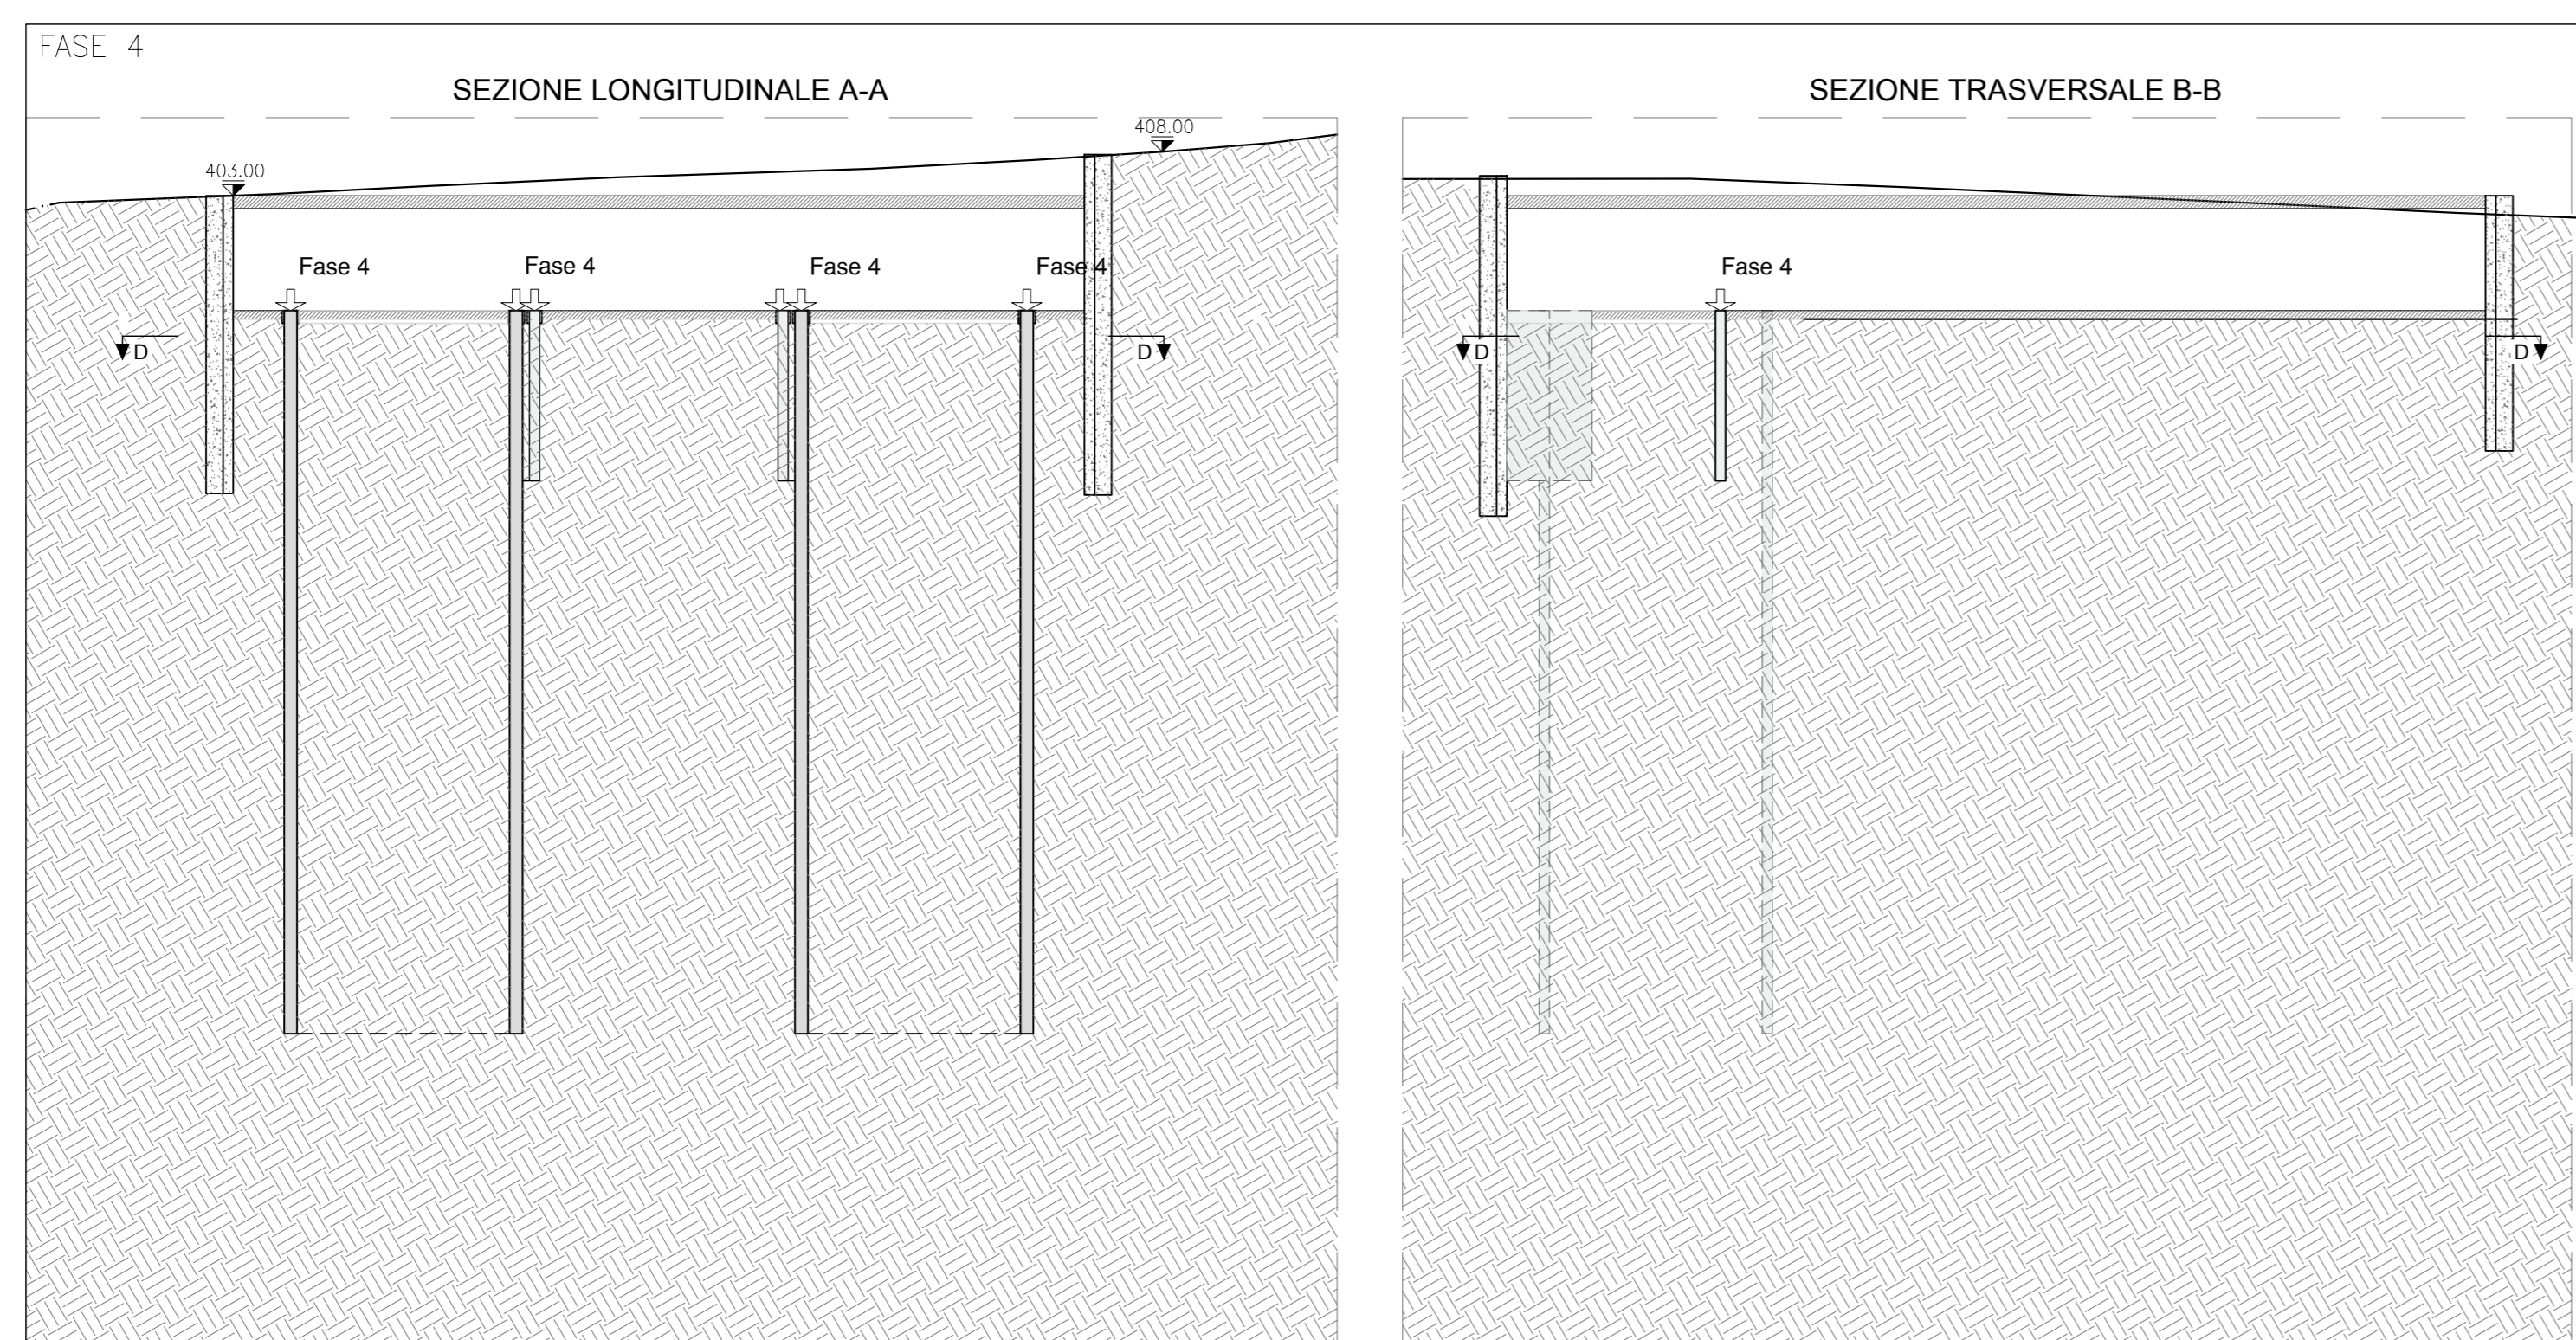 FASE 4
SEZIONE LONGITUDINALE A-A
SEZIONE TRASVERSALE B-B
408.00
403.00
Fase 4
Fase 4
Fase 4
Fase 4
Fase 4
D
D
D
D